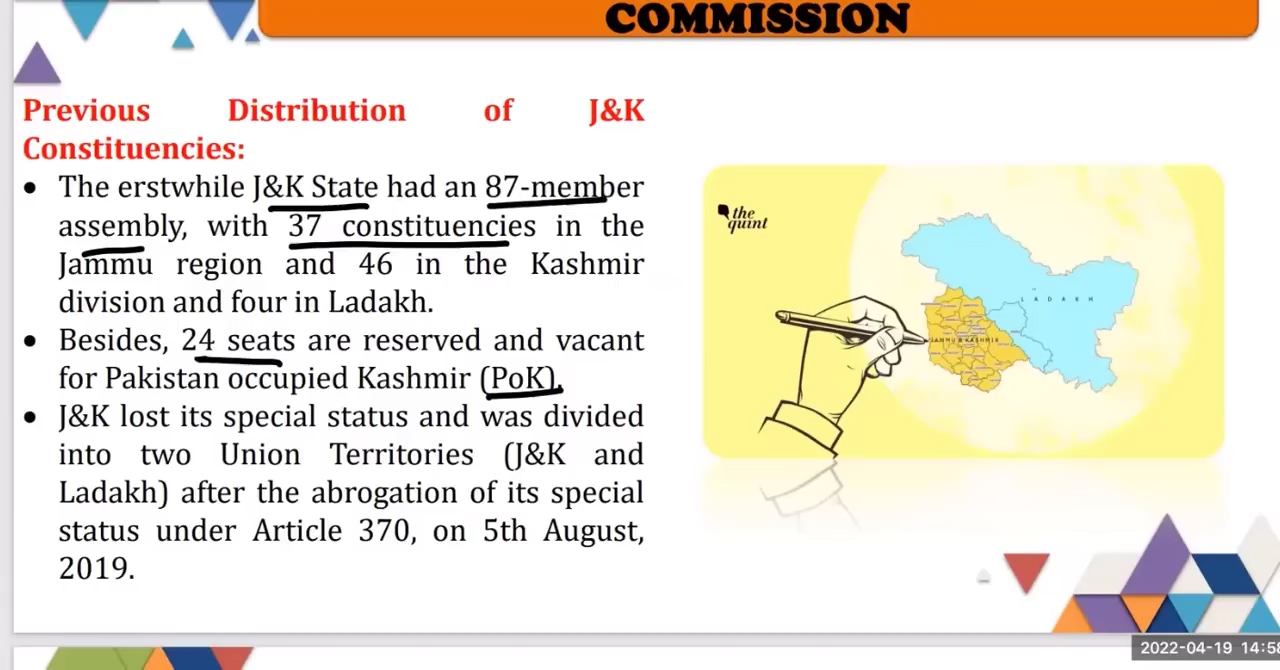 COMMISSION
Previous Distribution of J&K
Constituencies:
• The erstwhile J&K State had an 87-member
assembly, with 37 constituencies in the
Jammu region and 46 in the Kashmir
division and four in Ladakh.
• Besides, 24 seats are reserved and vacant
for Pakistan occupied Kashmir (PoK).
• J&K lost its special status and was divided
into two Union Territories (J&K and
Ladakh) after the abrogation of its special
status under Article 370, on 5th August,
2019.
the
quint
LADAKH
JAMMU & KASHMIR
2022-04-19 14:58